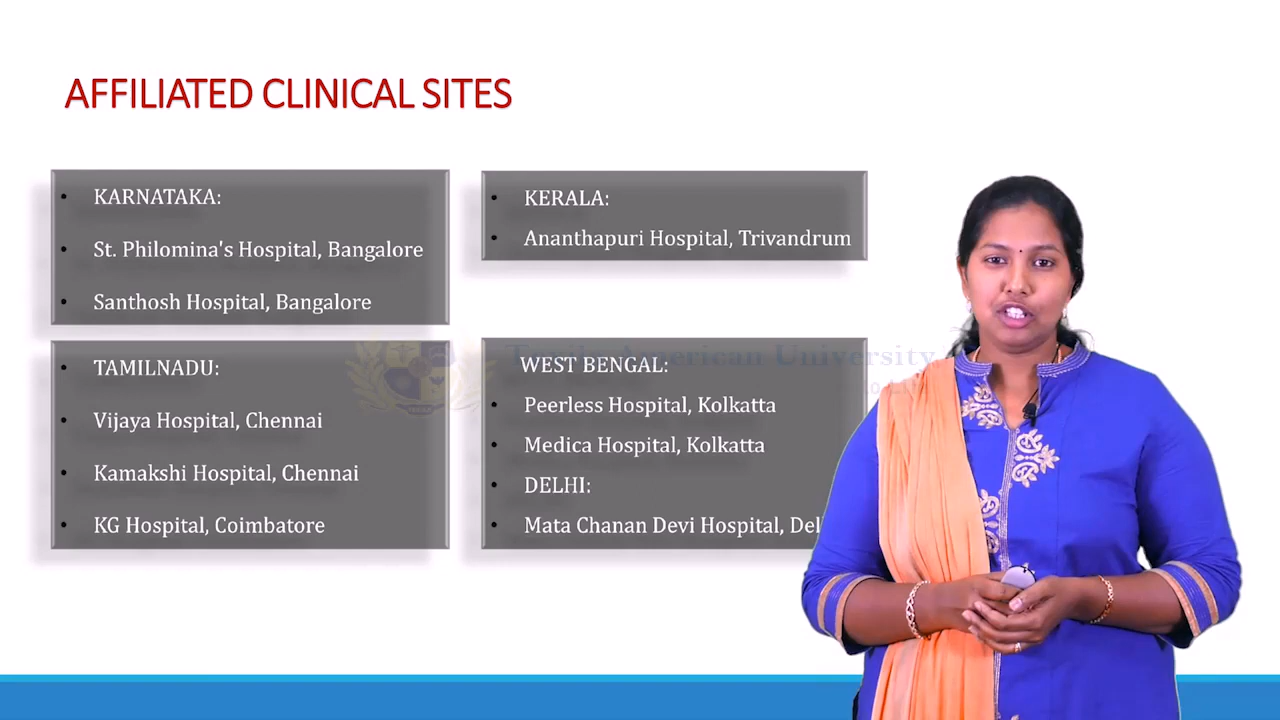 AFFILIATED CLINICAL SITES
KARNATAKA:
St. Philomina's Hospital, Bangalore
Santhosh Hospital, Bangalore
KERALA:
Ananthapuri Hospital, Trivandrum
TAMILNADU:
Vijaya Hospital, Chennai
Kamakshi Hospital, Chennai
KG Hospital, Coimbatore
WEST BENGAL:
Peerless Hospital, Kolkatta
Medica Hospital, Kolkatta
DELHI:
Mata Chanan Devi Hospital,
American University